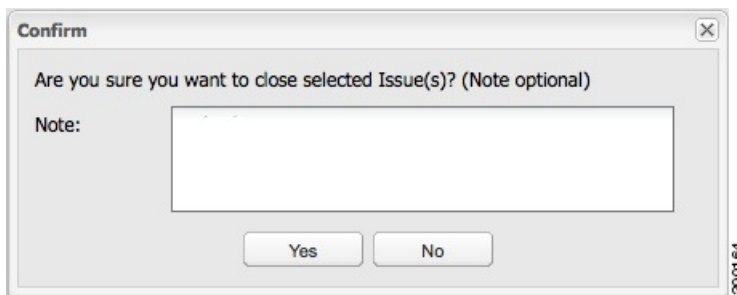 Confirm
Are you sure you want to close selected Issue(s)? (Note optional)
Note:
Yes
No